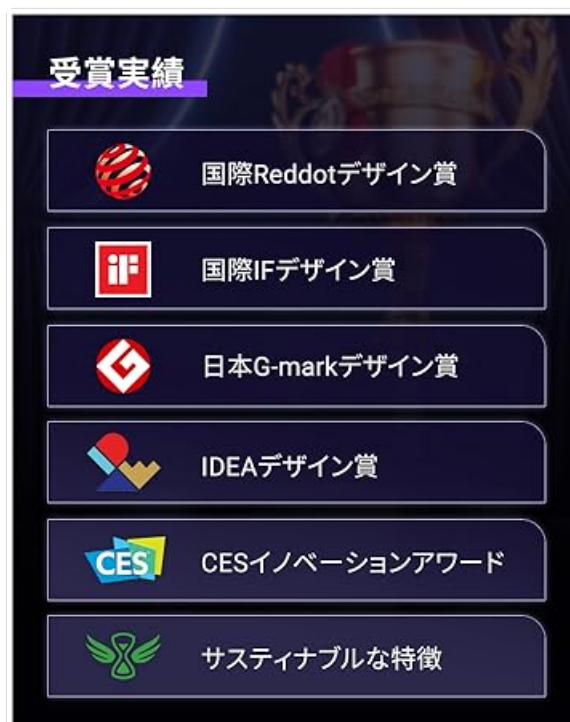 受賞実績
国際Reddotデザイン賞
iF
国際IFデザイン賞
日本G-markデザイン賞
IDEAデザイン賞
CES
CESイノベーションアワード
サスティナブルな特徴